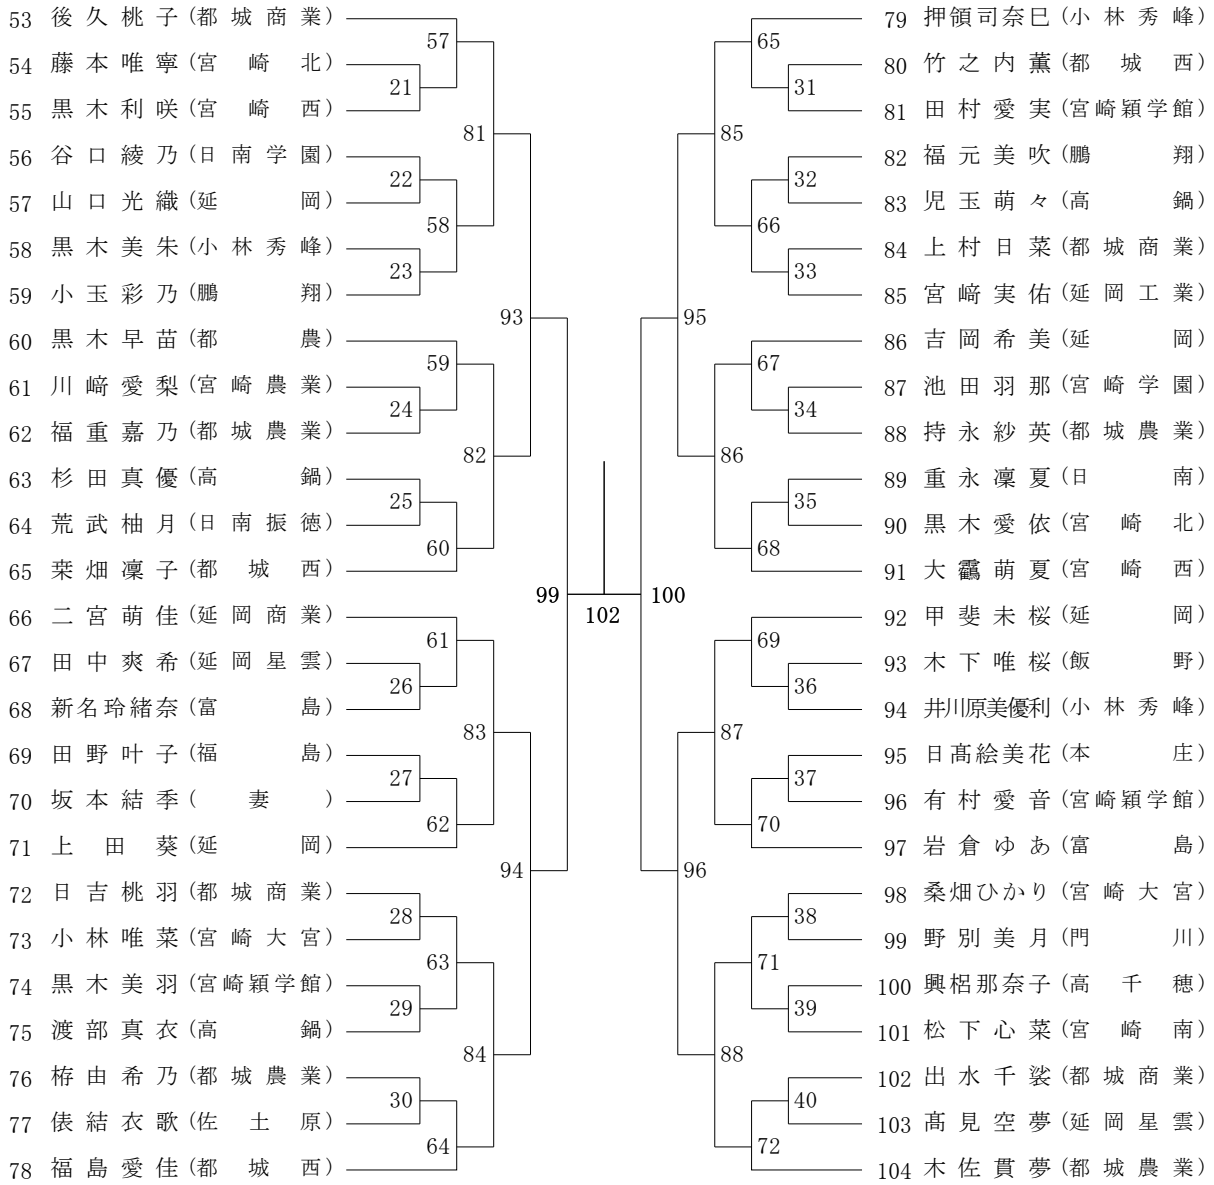 53 後久桃子(都城商業)
54 藤本唯寧(宮崎北)
55 黒木利咲(宮崎西)
56 谷口綾乃(日南学園)
57 山口光織(延岡)
58 黒木美朱(小林秀峰)
59 小玉彩乃(鵬翔)
60 黒木早苗(都農)
61 川﨑愛梨(宮崎農業)
62 福重嘉乃(都城農業)
63 杉田真優(高鍋)
64 荒武柚月(日南振徳)
65 桒畑凜子(都城西)
66 二宮萌佳(延岡商業)
67 田中爽希(延岡星雲)
68 新名玲緒奈(富島)
69 田野叶子(福島)
70 坂本結季(妻)
71 上田葵(延岡)
72 日吉桃羽(都城商業)
73 小林唯菜(宮崎大宮)
74 黒木美羽(宮崎穎学館)
75 渡部真衣(高鍋)
76 栫由希乃(都城農業)
77 俵結衣歌(佐土原)
78 福島愛佳(都城西)
57
21
81
22
58
23
93
59
24
82
25
60
99
61
26
83
27
62
94
28
63
29
84
30
64
102
100
65
31
85
32
66
33
95
67
34
86
35
68
69
36
87
37
70
96
38
71
39
88
40
72
79 押領司奈巳(小林秀峰)
80 竹之内薫(都城西)
81 田村愛実(宮崎穎学館)
82 福元美吹(鵬翔)
83 児玉萌々(高鍋)
84 上村日菜(都城商業)
85 宮﨑実佑(延岡工業)
86 吉岡希美(延岡)
87 池田羽那(宮崎学園)
88 持永紗英(都城農業)
89 重永凜夏(日南)
90 黒木愛依(宮崎北)
91 大靍萌夏(宮崎西)
92 甲斐未桜(延岡)
93 木下唯桜(飯野)
94 井川原美優利(小林秀峰)
95 日髙絵美花(本庄)
96 有村愛音(宮崎穎学館)
97 岩倉ゆあ(富島)
98 桑畑ひかり(宮崎大宮)
99 野別美月(門川)
100 興梠那奈子(高千穂)
101 松下心菜(宮崎南)
102 出水千裟(都城商業)
103 髙見空夢(延岡星雲)
104 木佐貫夢(都城農業)